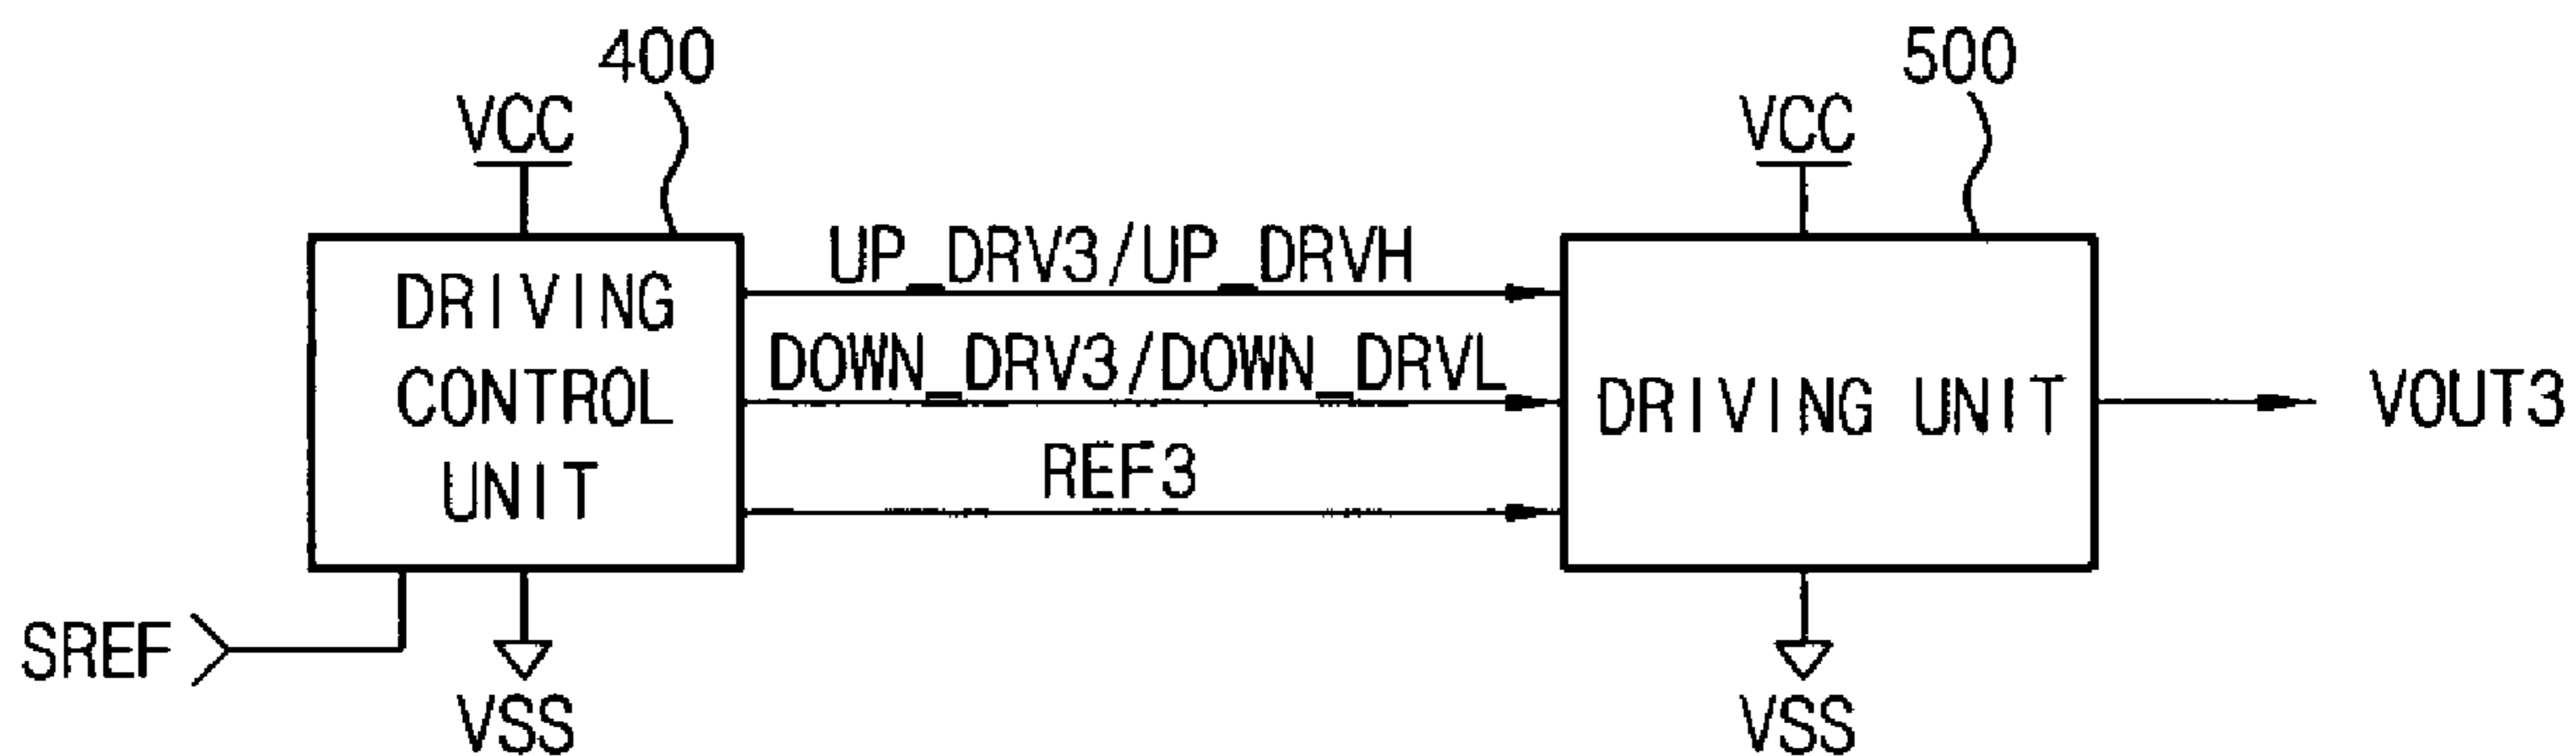 400
500
VCC
VCC
UP_DRV3/UP_DRVH
DRIVING
CONTROL
UNIT
DOWN_DRV3/DOWN_DRVL
REF3
DRIVING UNIT
VOUT3
SREF
VSS
VSS